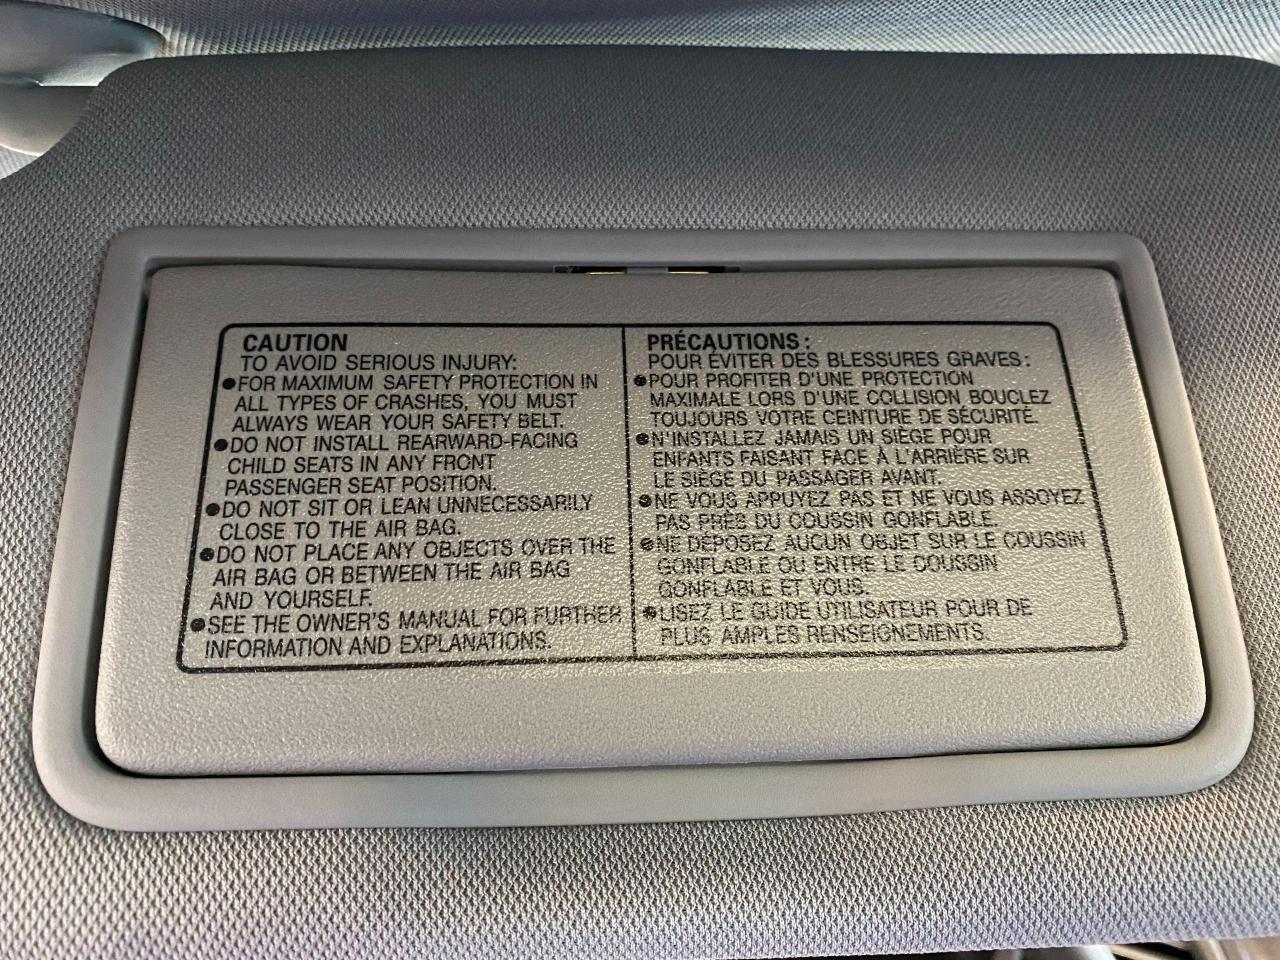 CAUTION
TO AVOID SERIOUS INJURY:
●FOR MAXIMUM SAFETY PROTECTION IN
ALL TYPES OF CRASHES, YOU MUST
ALWAYS WEAR YOUR SAFETY BELT.
●DO NOT INSTALL REARWARD-FACING
CHILD SEATS IN ANY FRONT
PASSENGER SEAT POSITION.
●DO NOT SIT OR LEAN UNNECESSARILY
CLOSE TO THE AIR BAG.
●DO NOT PLACE ANY OBJECTS OVER THE
AIR BAG OR BETWEEN THE AIR BAG
AND YOURSELF.
●SEE THE OWNER'S MANUAL FOR FURTHER
INFORMATION AND EXPLANATIONS.
PRÉCAUTIONS :
POUR ÉVITER DES BLESSURES GRAVES :
●POUR PROFITER D'UNE PROTECTION
MAXIMALE LORS D'UNE COLLISION BOUCLEZ
TOUJOURS VOTRE CEINTURE DE SÉCURITÉ.
●N'INSTALLEZ JAMAIS UN SIÈGE POUR
ENFANTS FAISANT FACE À L'ARRIÈRE SUR
LE SIÈGE DU PASSAGER AVANT.
●NE VOUS APPUYEZ PAS ET NE VOUS ASSOYEZ
PAS PRÈS DU COUSSIN GONFLABLE.
●NE DÉPOSEZ AUCUN OBJET SUR LE COUSSIN
GONFLABLE OU ENTRE LE COUSSIN
GONFLABLE ET VOUS.
●LISEZ LE GUIDE UTILISATEUR POUR DE
PLUS AMPLES RENSEIGNEMENTS.